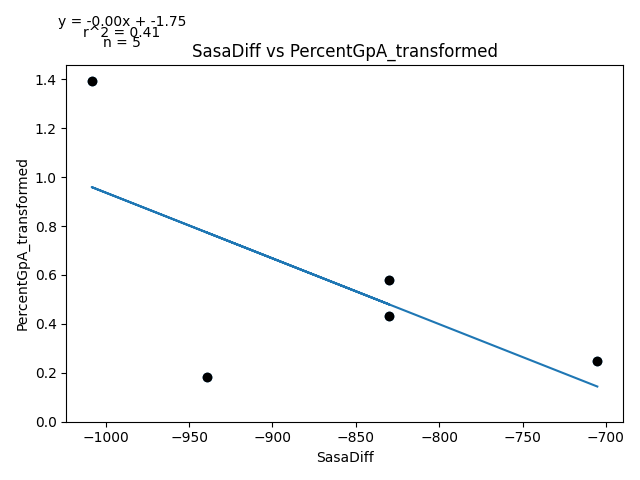 y = -0.00x + -1.75
r^2 = 0.41
n = 5
SasaDiff vs PercentGpA_transformed
PercentGpA_transformed
1.4
1.2
1.0
0.8
0.6
0.4
0.2
0.0
−1000 −950 −900 −850 −800 −750 −700
SasaDiff